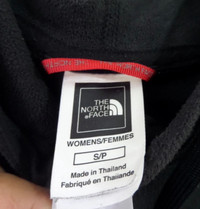 THE
NORTH
FACE
WOMENS/FEMMES
S/P
Made in Thailand
Fabriqué en Thaïlande